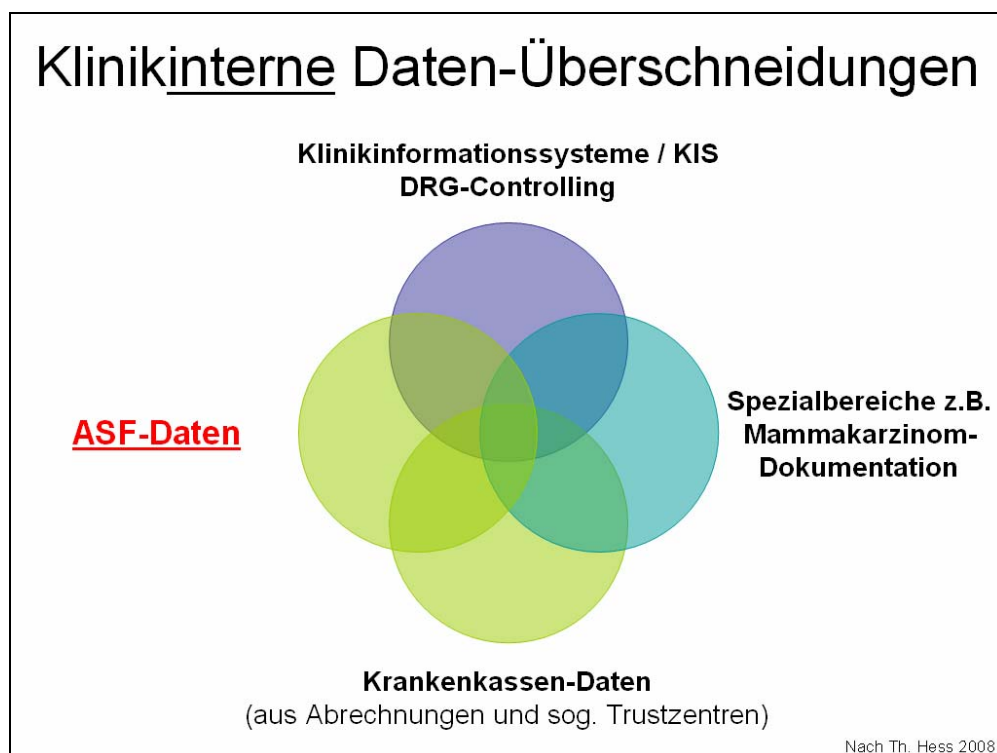 Klinikinterne Daten-Überschneidungen
Klinikinformationssysteme / KIS
DRG-Controlling
ASF-Daten
Spezialbereiche z.B.
Mammakarzinom-
Dokumentation
Krankenkassen-Daten
(aus Abrechnungen und sog. Trustzentren)
Nach Th. Hess 2008